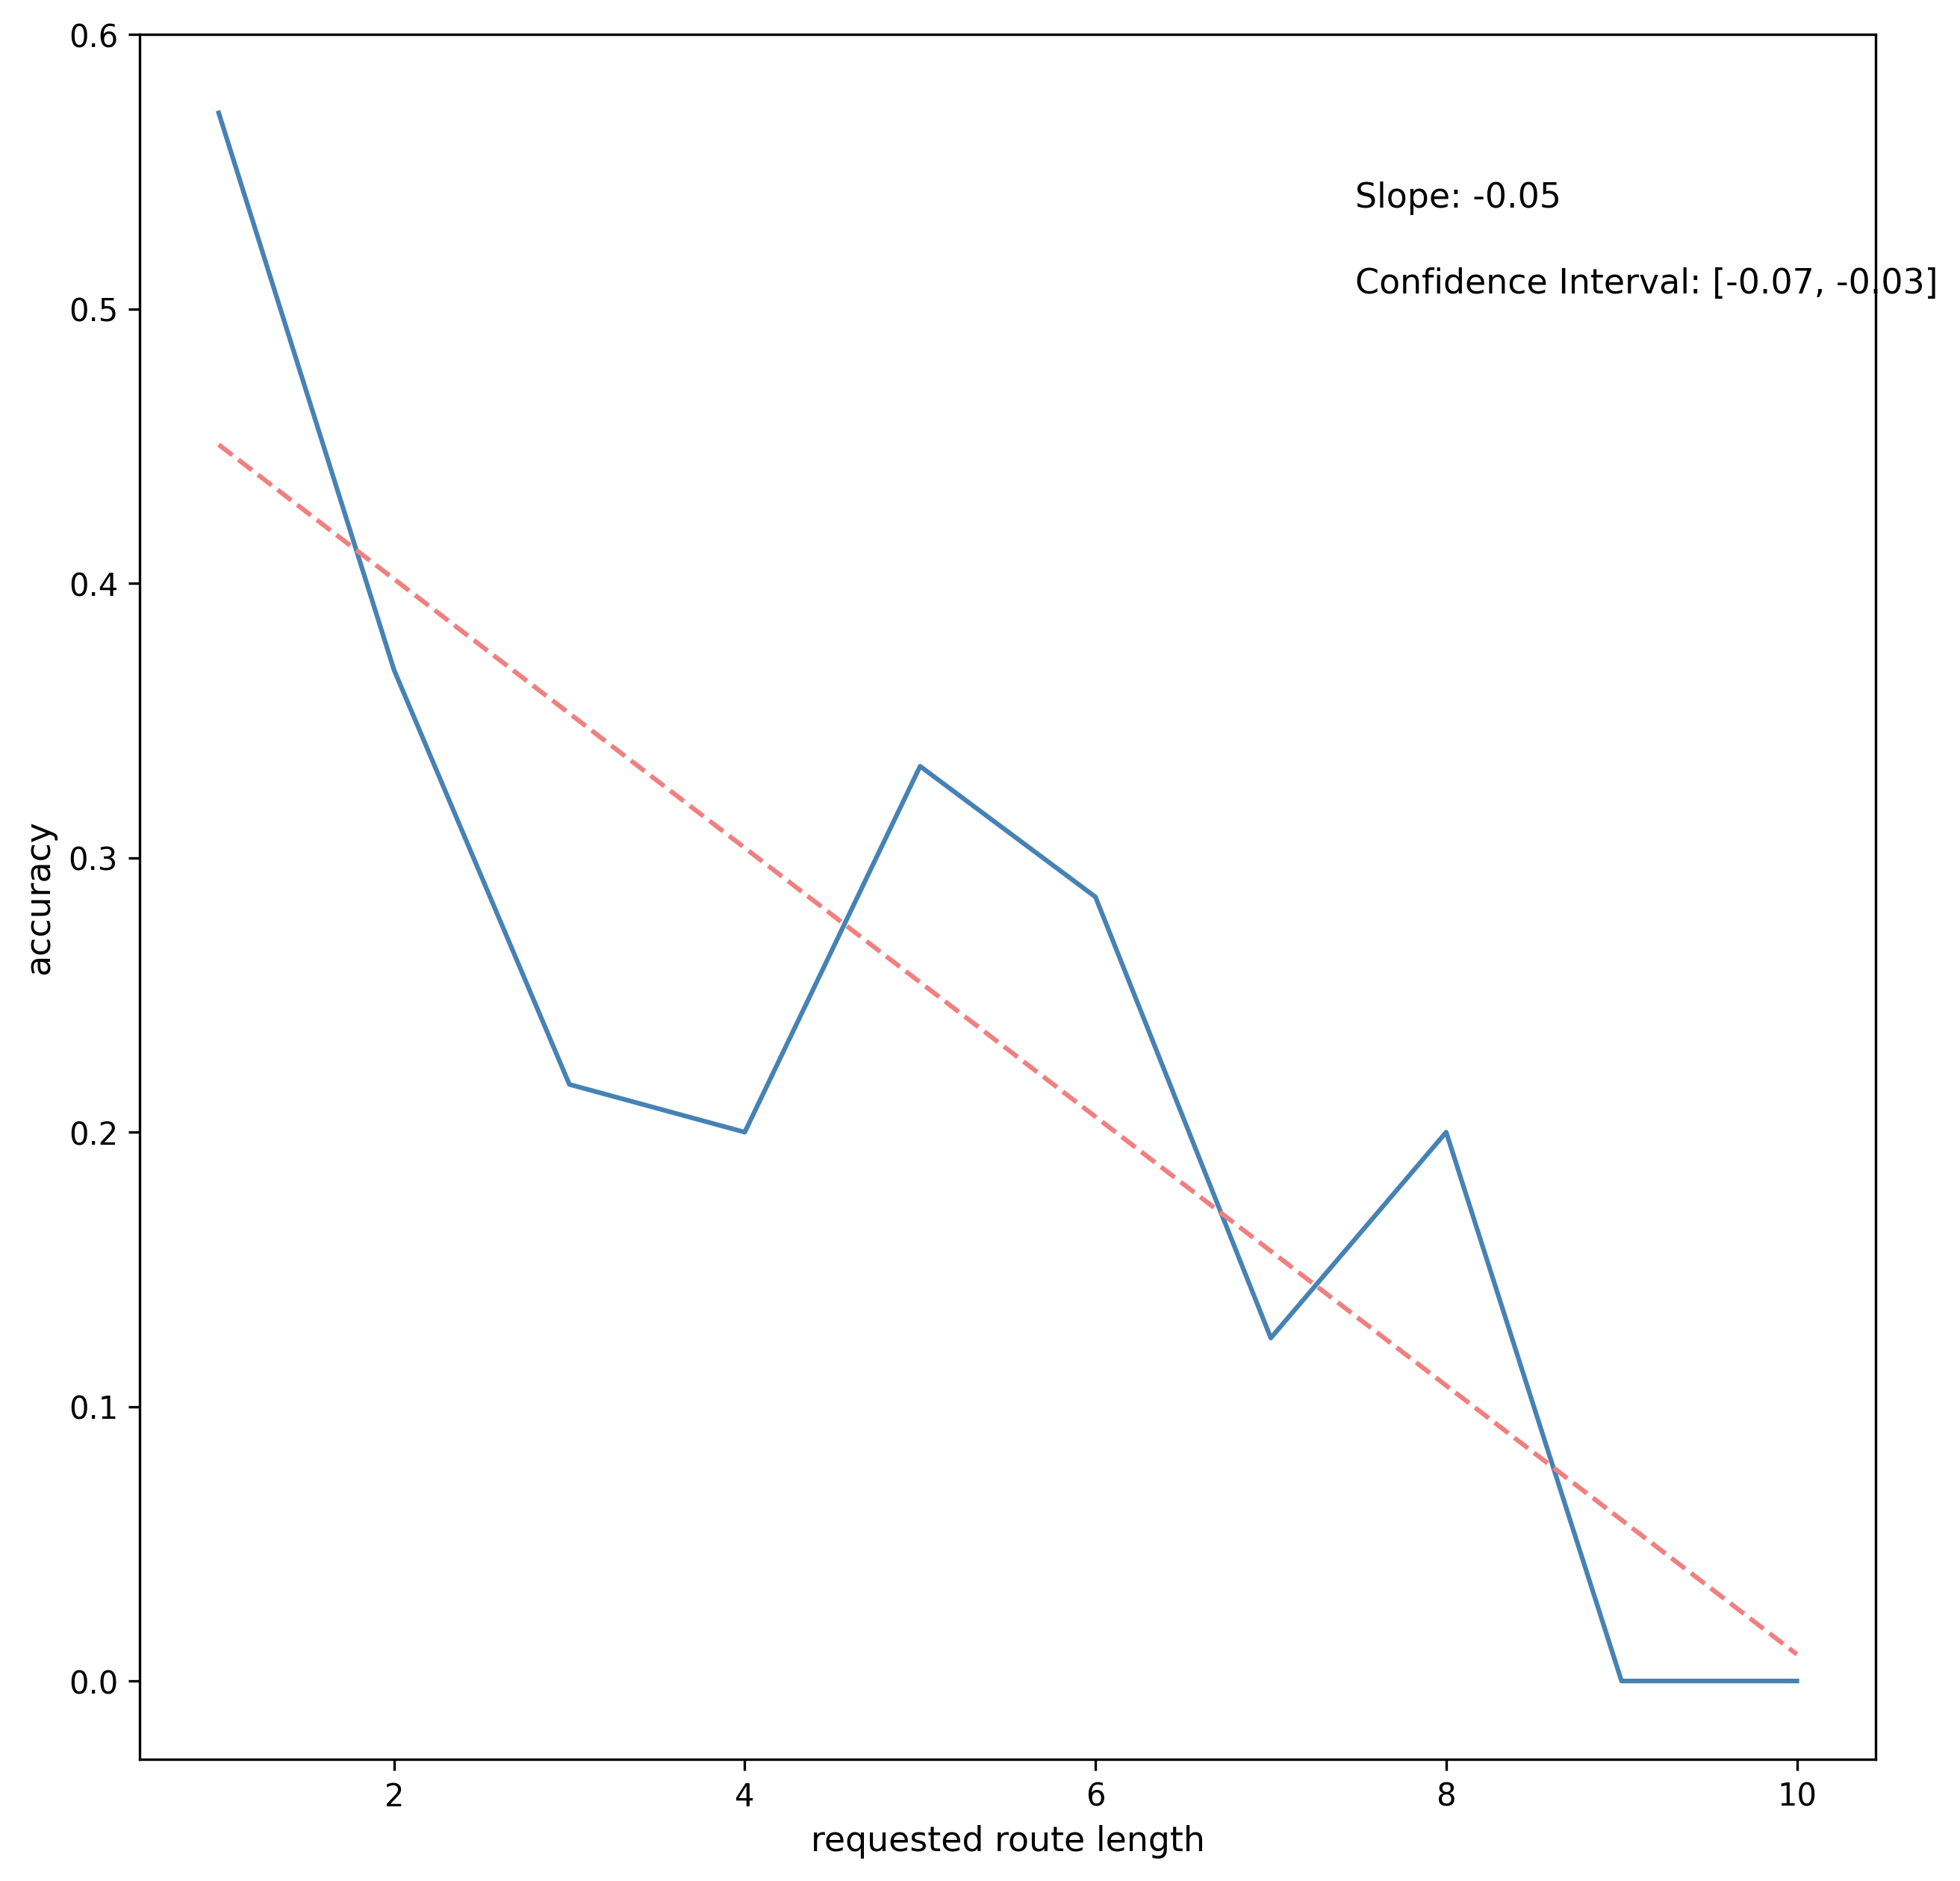 0.6
0.5
0.4
0.3
0.2
0.1
0.0
accuracy
Slope: -0.05
Confidence Interval: [-0.07, -0.03]
2 4 6 8 10
requested route length